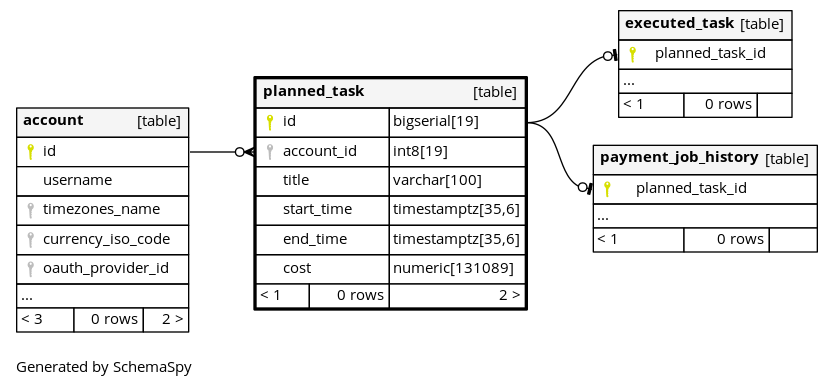 account [table]
id
username
timezones_name
currency_iso_code
oauth_provider_id
...
< 3 0 rows 2 >
planned_task [table]
id bigserial[19]
account_id int8[19]
title varchar[100]
start_time timestamptz[35,6]
end_time timestamptz[35,6]
cost numeric[131089]
< 1 0 rows 2 >
executed_task [table]
planned_task_id
...
< 1 0 rows
payment_job_history [table]
planned_task_id
...
< 1 0 rows
Generated by SchemaSpy